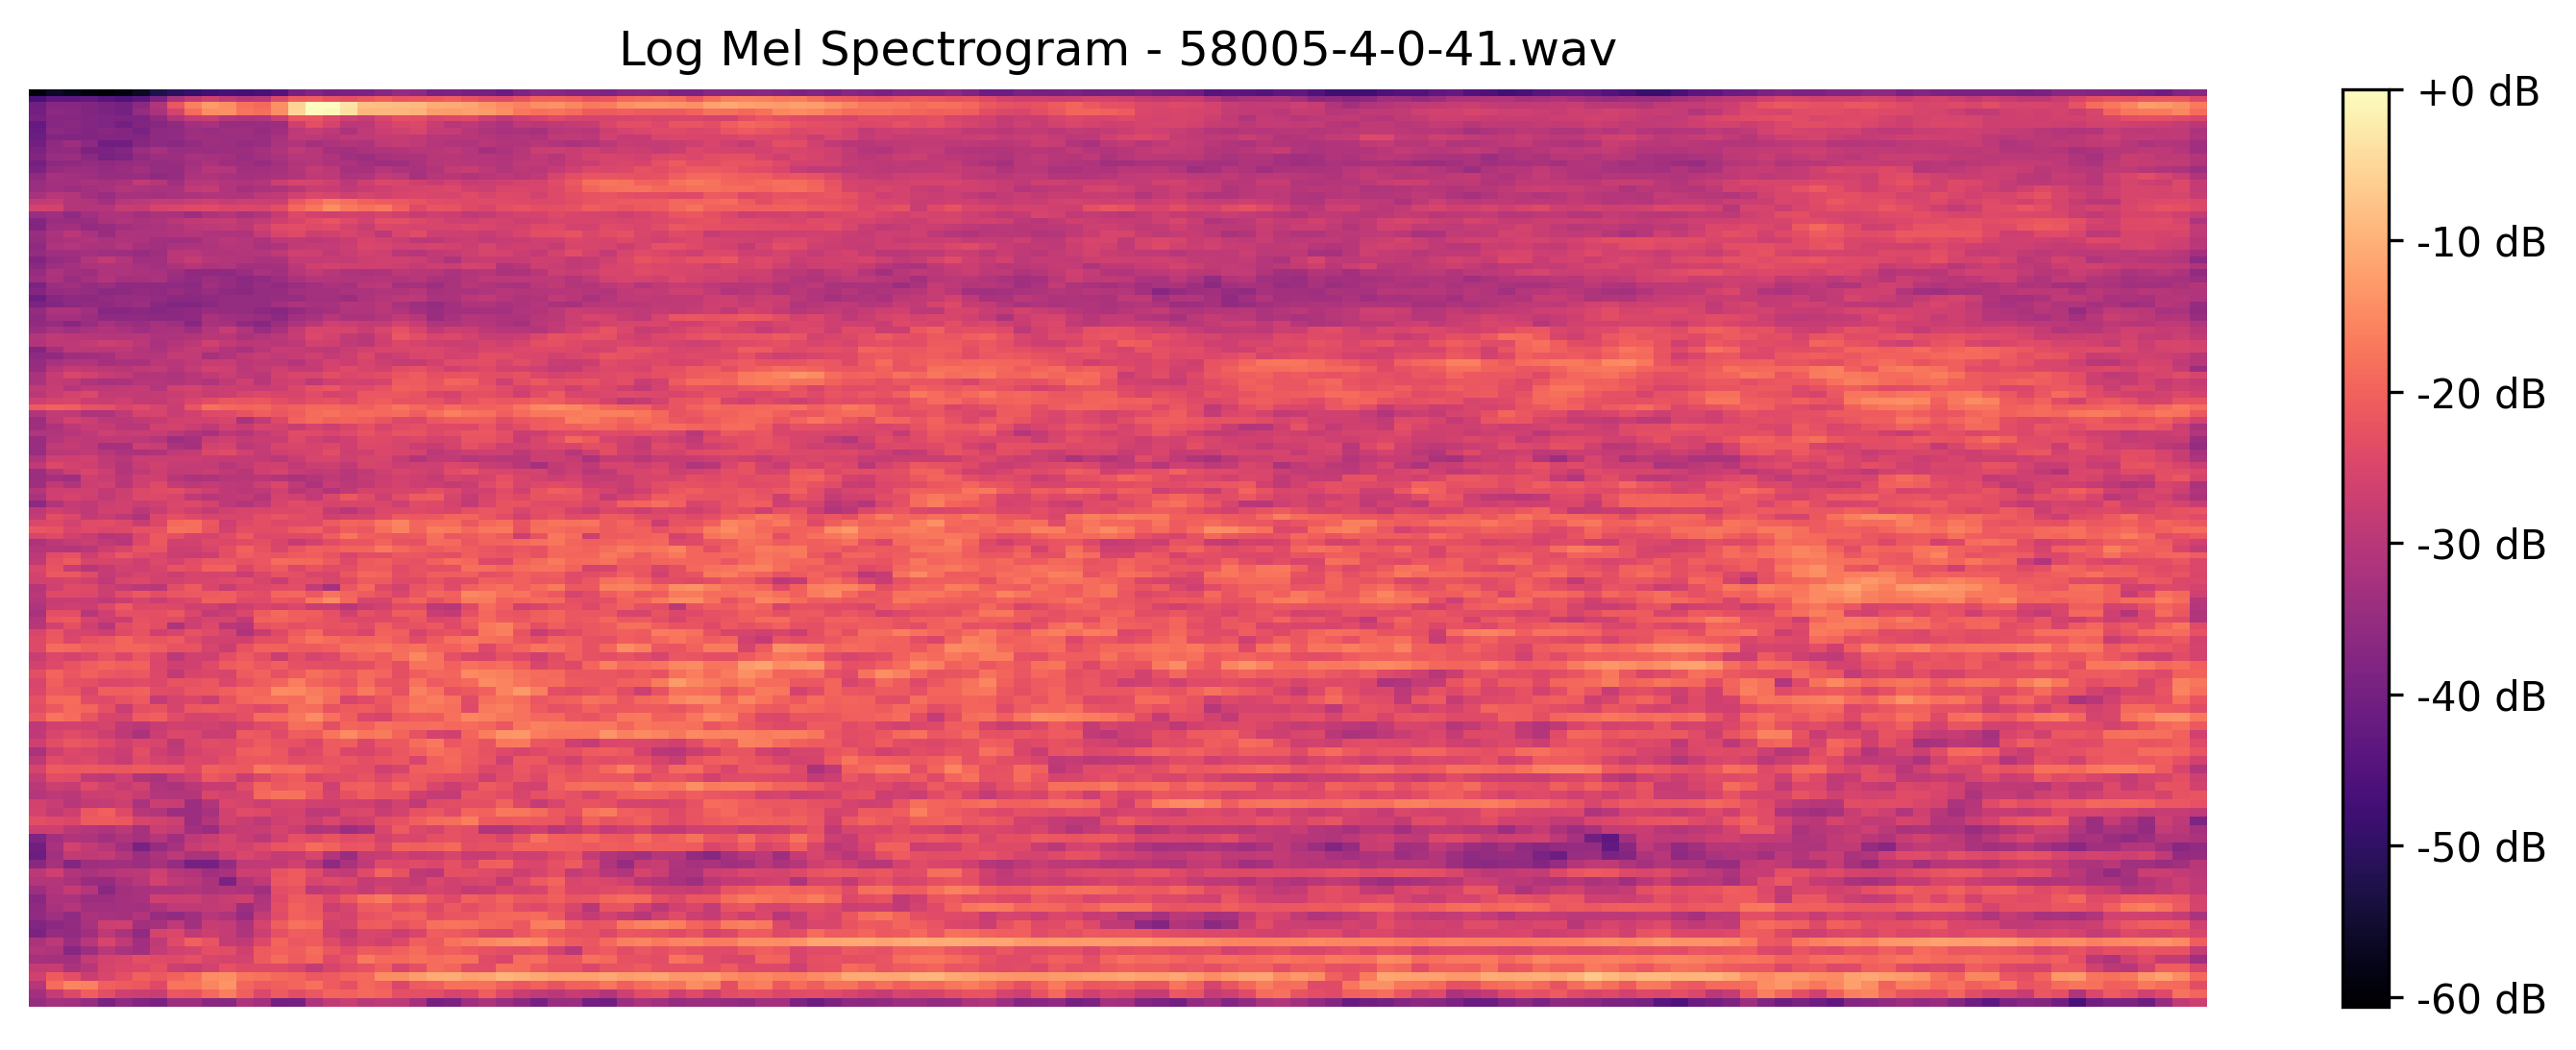 Log Mel Spectrogram - 58005-4-0-41.wav
+0 dB
-10 dB
-20 dB
-30 dB
-40 dB
-50 dB
-60 dB